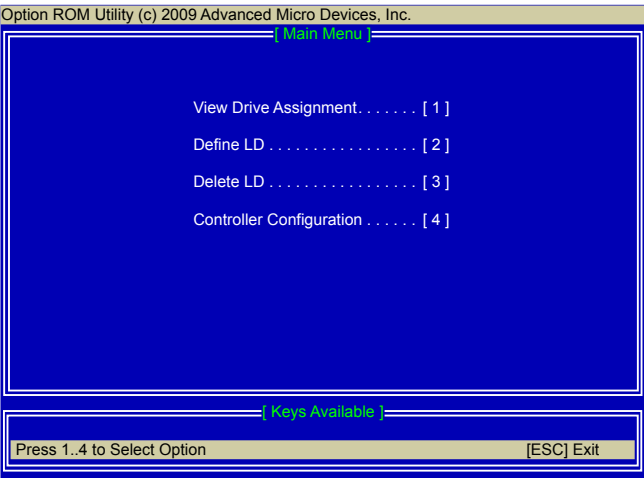 Option ROM Utility (c) 2009 Advanced Micro Devices, Inc.
[ Main Menu ]
View Drive Assignment. . . . . . . [ 1 ]
Define LD . . . . . . . . . . . . . . . . . [ 2 ]
Delete LD . . . . . . . . . . . . . . . . . [ 3 ]
Controller Configuration . . . . . . [ 4 ]
[ Keys Available ]
Press 1..4 to Select Option [ESC] Exit